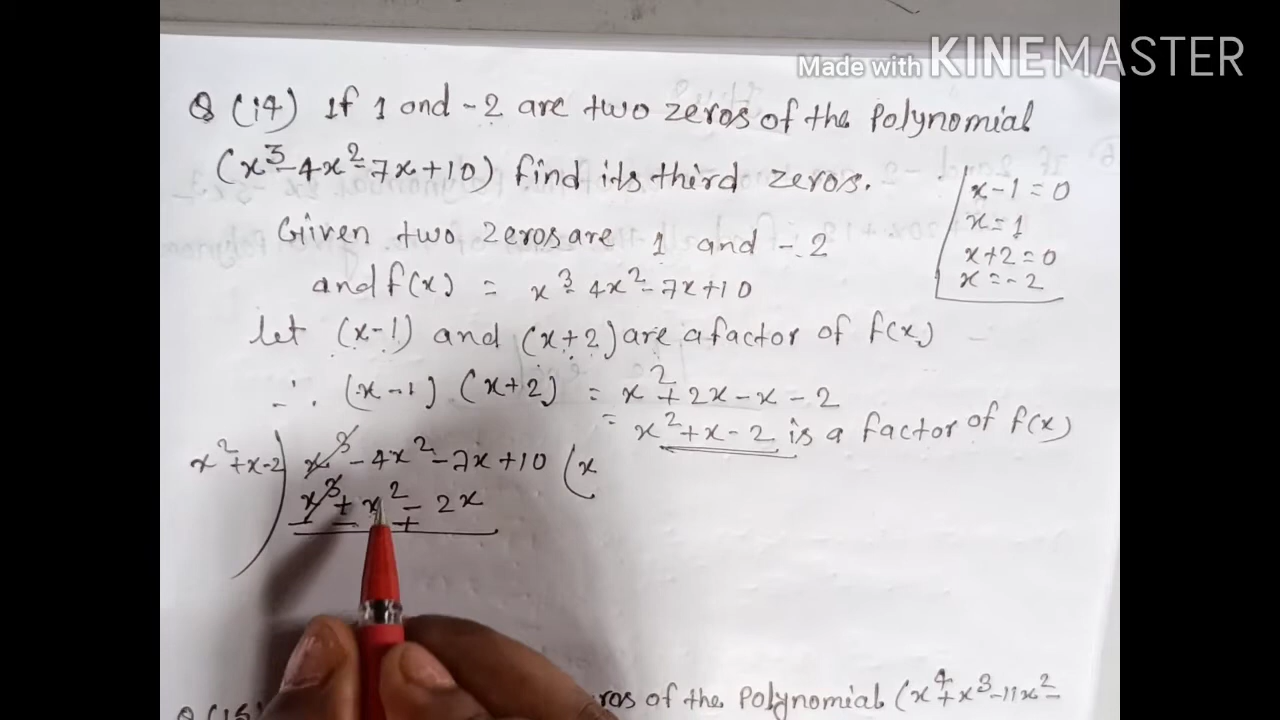 Made with KINEMASTER
Q (14) If 1 and -2 are two zeros of the Polynomial
(x³-4x²-7x+10) find its third zeros.
Given two zeros are 1 and -2
and f(x) = x³-4x²-7x+10
let (x-1) and (x+2) are a factor of f(x)
∴ (x-1) (x+2) = x²+2x-x-2
= x²+x-2 is a factor of f(x)
x-1=0
x=1
x+2=0
x=-2
x²+x-2) x³-4x²-7x+10 (x
x³+x²-2x
- - +
Q (15) of the Polynomial (x⁴+x³-11x²-